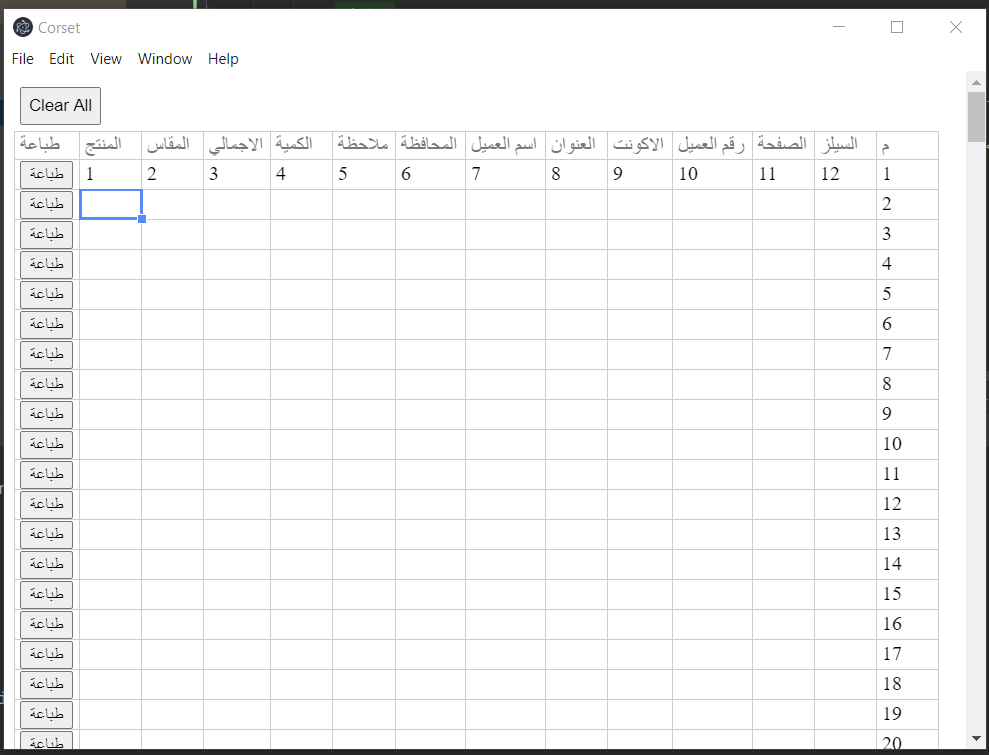 Corset
File Edit View Window Help
Clear All
طباعة المنتج المقاس الاجمالي الكمية ملاحظة المحافظة اسم العميل العنوان الاكونت رقم العميل الصفحة السيلز م
طباعة 1 2 3 4 5 6 7 8 9 10 11 12 1
طباعة 2
طباعة 3
طباعة 4
طباعة 5
طباعة 6
طباعة 7
طباعة 8
طباعة 9
طباعة 10
طباعة 11
طباعة 12
طباعة 13
طباعة 14
طباعة 15
طباعة 16
طباعة 17
طباعة 18
طباعة 19
طباعة 20